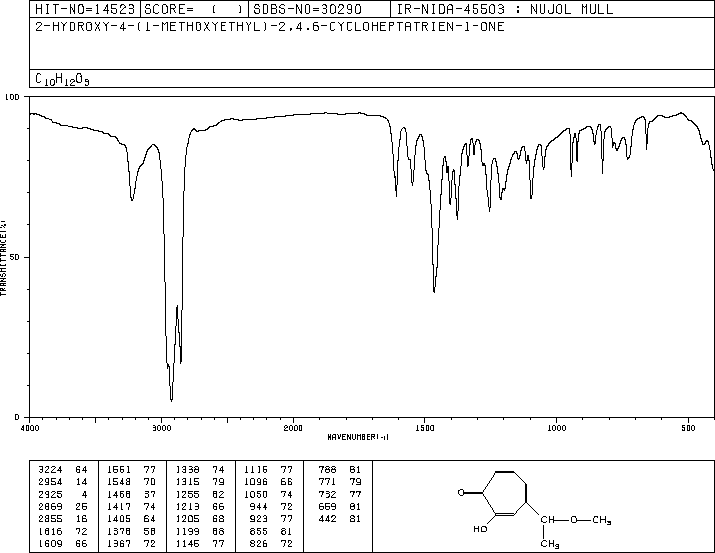 HIT-NO=14523 SCORE= ( ) SDBS-NO=30290 IR-NIDA-45503 : NUJOL MULL
2-HYDROXY-4-(1-METHOXYETHYL)-2,4,6-CYCLOHEPTATRIEN-1-ONE
C10H12O3
100
50
0
TRANSMITTANCE(%)
4000 3000 2000 1500 1000 500
WAVENUMBER(-1)
3224 64 1561 77 1338 74 1116 77 788 81
2954 14 1548 70 1315 79 1096 66 771 79
2925 4 1468 37 1255 62 1050 74 732 77
2869 26 1417 74 1213 66 944 72 659 81
2855 16 1405 64 1205 68 923 77 442 81
1616 72 1378 58 1199 68 855 81
1609 66 1367 72 1145 77 826 72
O
HO
CH—O—CH3
CH3